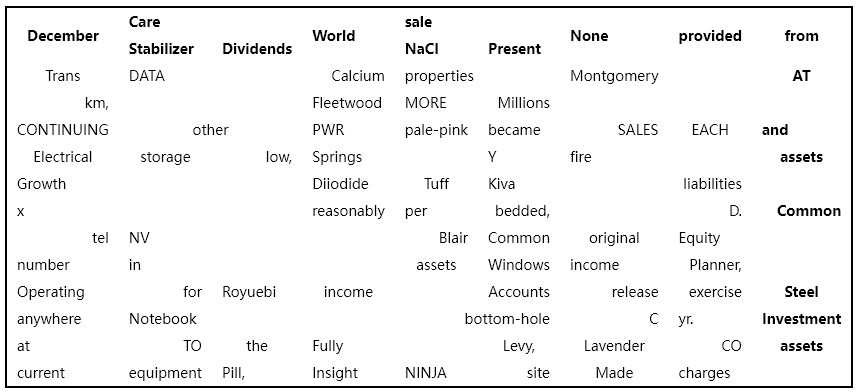 December Care Stabilizer Dividends World sale NaCl Present None provided from
Trans DATA Calcium properties Montgomery AT
km, Fleetwood MORE Millions
CONTINUING other PWR pale-pink became SALES EACH and
Electrical storage low, Springs Y fire assets
Growth Diiodide Tuff Kiva liabilities
x reasonably per bedded, D. Common
tel NV Blair Common original Equity
number in assets Windows income Planner,
Operating for Royuebi income Accounts release exercise Steel
anywhere Notebook bottom-hole C yr. Investment
at TO the Fully Levy, Lavender CO assets
current equipment Pill, Insight NINJA site Made charges